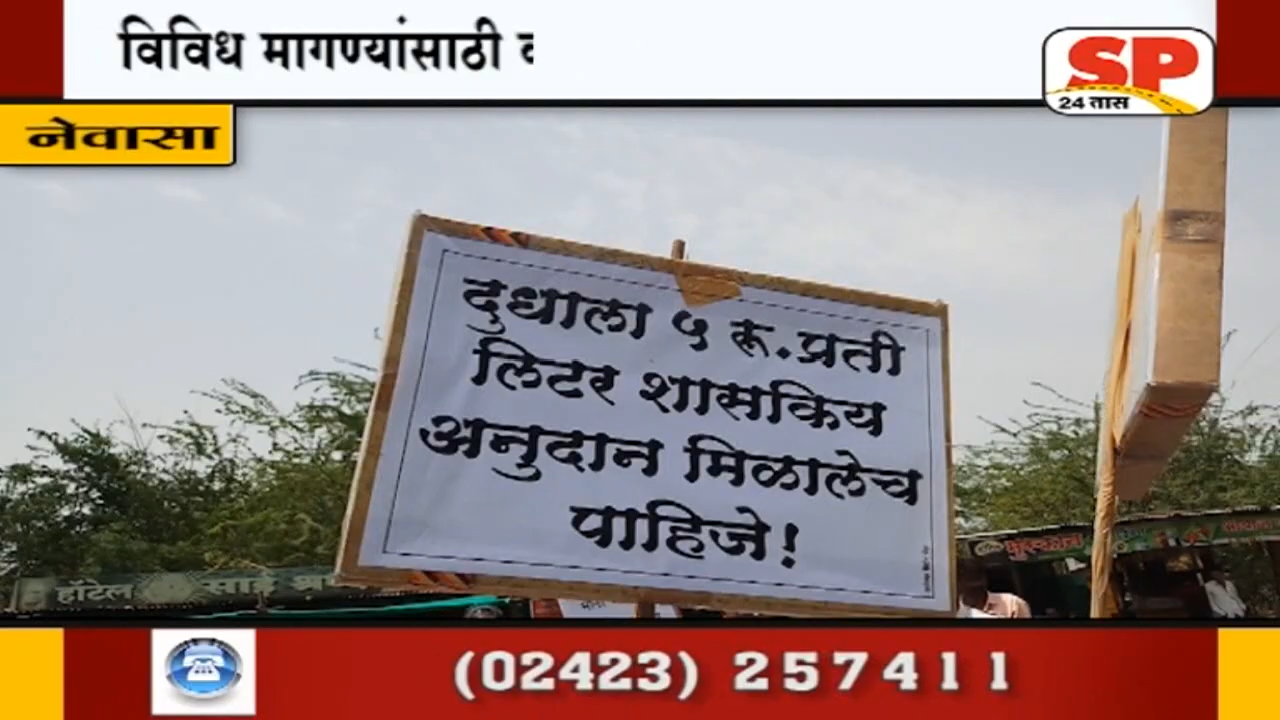 विविध मागण्यांसाठी
SP
24 तास
नेवासा
दुधाला ५ रू.प्रती
लिटर शासकिय
अनुदान मिळालेच
पाहिजे!
हॉटेल साई
(02423) 257411